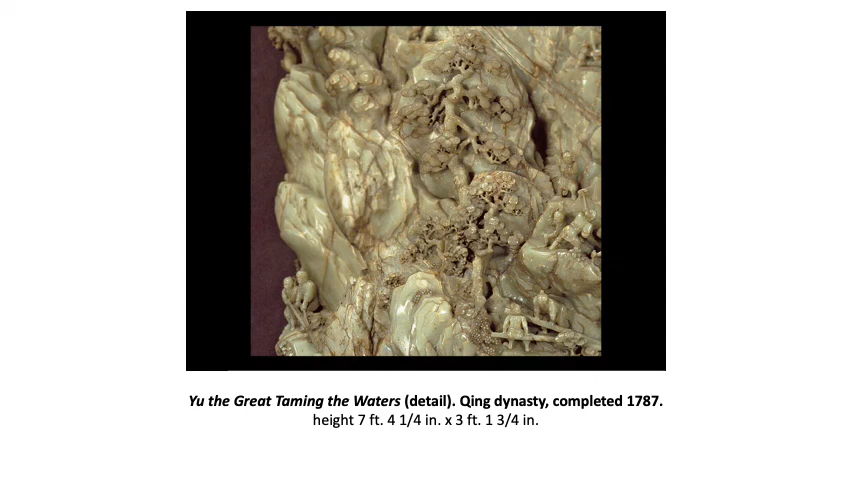 Yu the Great Taming the Waters (detail). Qing dynasty, completed 1787.
height 7 ft. 4 1/4 in. x 3 ft. 1 3/4 in.